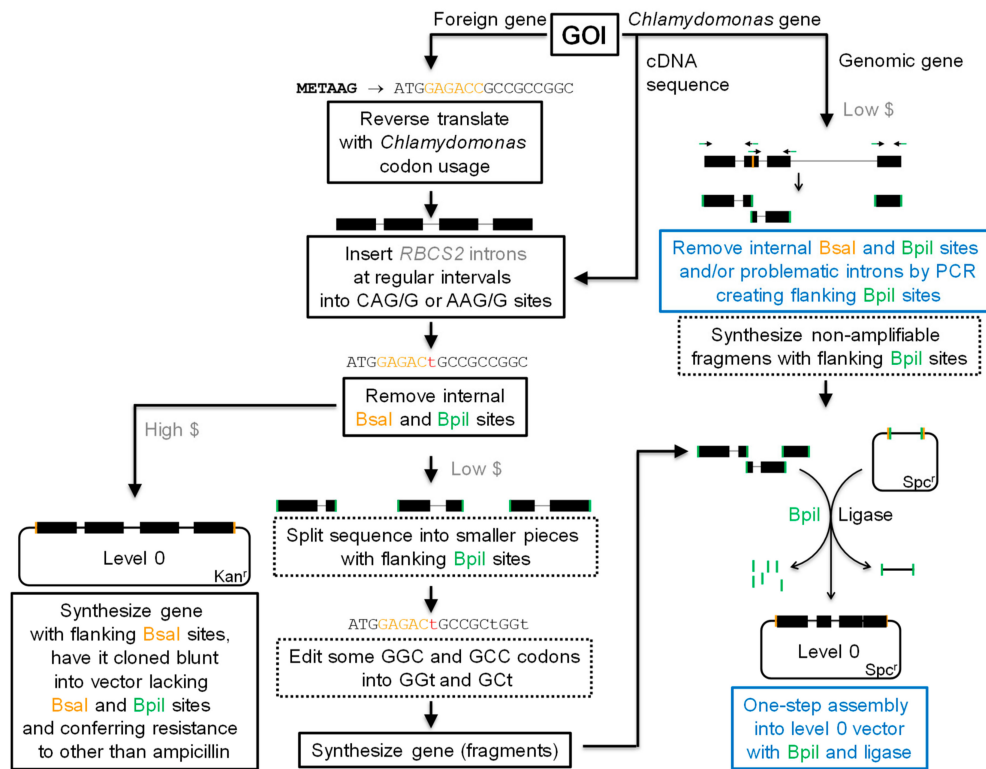 Foreign gene
GOI
Chlamydomonas gene
cDNA
sequence
Genomic gene
METAAG → ATGGAGACCGCCGCCGGC
Low $
Reverse translate
with Chlamydomonas
codon usage
Insert RBCS2 introns
at regular intervals
into CAG/G or AAG/G sites
Remove internal BsaI and BpiI sites
and/or problematic introns by PCR
creating flanking BpiI sites
Synthesize non-amplifiable
fragmens with flanking BpiI sites
ATGGAGACtGCCGCCGGC
Remove internal
BsaI and BpiI sites
High $
Low $
Split sequence into smaller pieces
with flanking BpiI sites
Level 0
Kanr
Spcr
BpiI
Ligase
Synthesize gene
with flanking BsaI sites,
have it cloned blunt
into vector lacking
BsaI and BpiI sites
and conferring resistance
to other than ampicillin
ATGGAGACtGCCGCtGGt
Edit some GGC and GCC codons
into GGt and GCt
Synthesize gene (fragments)
Level 0
Spcr
One-step assembly
into level 0 vector
with BpiI and ligase